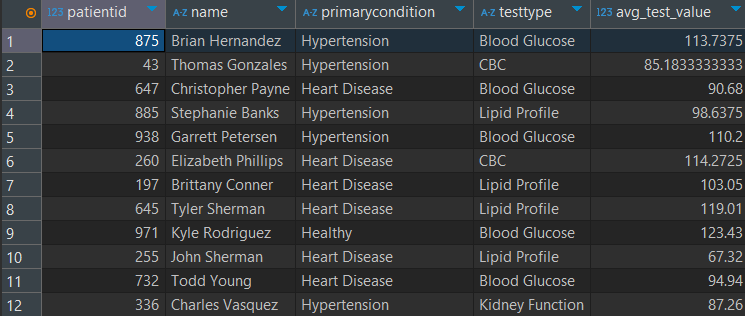 123 patientid A-Z name A-Z primarycondition A-Z testtype 123 avg_test_value
1 875 Brian Hernandez Hypertension Blood Glucose 113.7375
2 43 Thomas Gonzales Hypertension CBC 85.1833333333
3 647 Christopher Payne Heart Disease Blood Glucose 90.68
4 885 Stephanie Banks Hypertension Lipid Profile 98.6375
5 938 Garrett Petersen Hypertension Blood Glucose 110.2
6 260 Elizabeth Phillips Heart Disease CBC 114.2725
7 197 Brittany Conner Heart Disease Lipid Profile 103.05
8 645 Tyler Sherman Heart Disease Lipid Profile 119.01
9 971 Kyle Rodriguez Healthy Blood Glucose 123.43
10 255 John Sherman Heart Disease Lipid Profile 67.32
11 732 Todd Young Heart Disease Blood Glucose 94.94
12 336 Charles Vasquez Hypertension Kidney Function 87.26